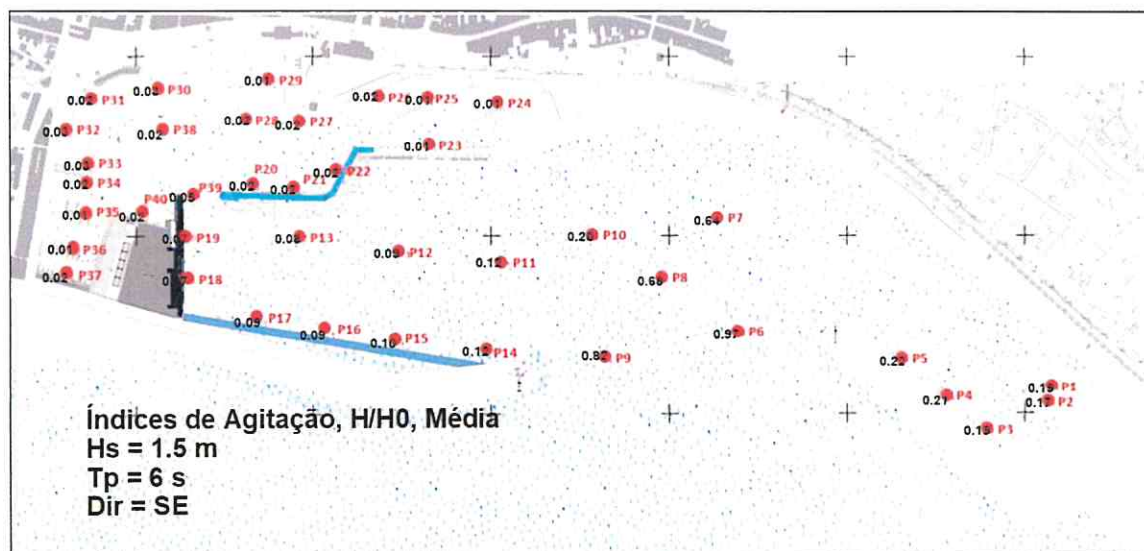 0.01 P29
0.02 P30
0.02 P31
0.02 P26
0.01 P25
0.01 P24
0.02 P28
0.02 P27
0.03 P32
0.02 P38
0.01 P23
0.03 P33
0.02 P34
0.02 P20
0.02 P21
0.02 P22
0.05 P39
0.01 P35
0.02 P40
0.64 P7
0.07 P19
0.08 P13
0.20 P10
0.01 P36
0.09 P12
0.12 P11
0.02 P37
P18
0.68 P8
0.09 P17
0.09 P16
0.10 P15
0.12 P14
0.97 P6
0.82 P9
0.22 P5
0.19 P1
0.17 P2
0.21 P4
0.15 P3
Índices de Agitação, H/H0, Média
Hs = 1.5 m
Tp = 6 s
Dir = SE